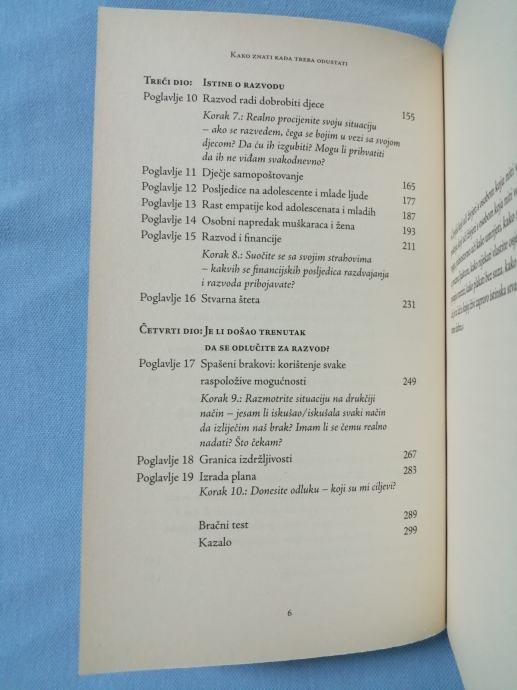 Kako znati kada treba odustati
Treći dio: Istine o razvodu
Poglavlje 10 Razvod radi dobrobiti djece 155
Korak 7.: Realno procijenite svoju situaciju
– ako se razvedem, čega se bojim u vezi sa svojom
djecom? Da ću ih izgubiti? Mogu li prihvatiti
da ih ne viđam svakodnevno?
Poglavlje 11 Dječje samopoštovanje 165
Poglavlje 12 Posljedice na adolescente i mlade ljude 177
Poglavlje 13 Rast empatije kod adolescenata i mladih 187
Poglavlje 14 Osobni napredak muškaraca i žena 193
Poglavlje 15 Razvod i financije 211
Korak 8.: Suočite se sa svojim strahovima
– kakvih se financijskih posljedica razdvajanja
i razvoda pribojavate?
Poglavlje 16 Stvarna šteta 231
Četvrti dio: Je li došao trenutak
da se odlučite za razvod?
Poglavlje 17 Spašeni brakovi: korištenje svake
raspoložive mogućnosti 249
Korak 9.: Razmotrite situaciju na drukčiji
način – jesam li iskušao/iskušala svaki način
da izliječim naš brak? Imam li se čemu realno
nadati? Što čekam?
Poglavlje 18 Granica izdržljivosti 267
Poglavlje 19 Izrada plana 283
Korak 10.: Donesite odluku – koji su mi ciljevi?
Bračni test 289
Kazalo 299
6